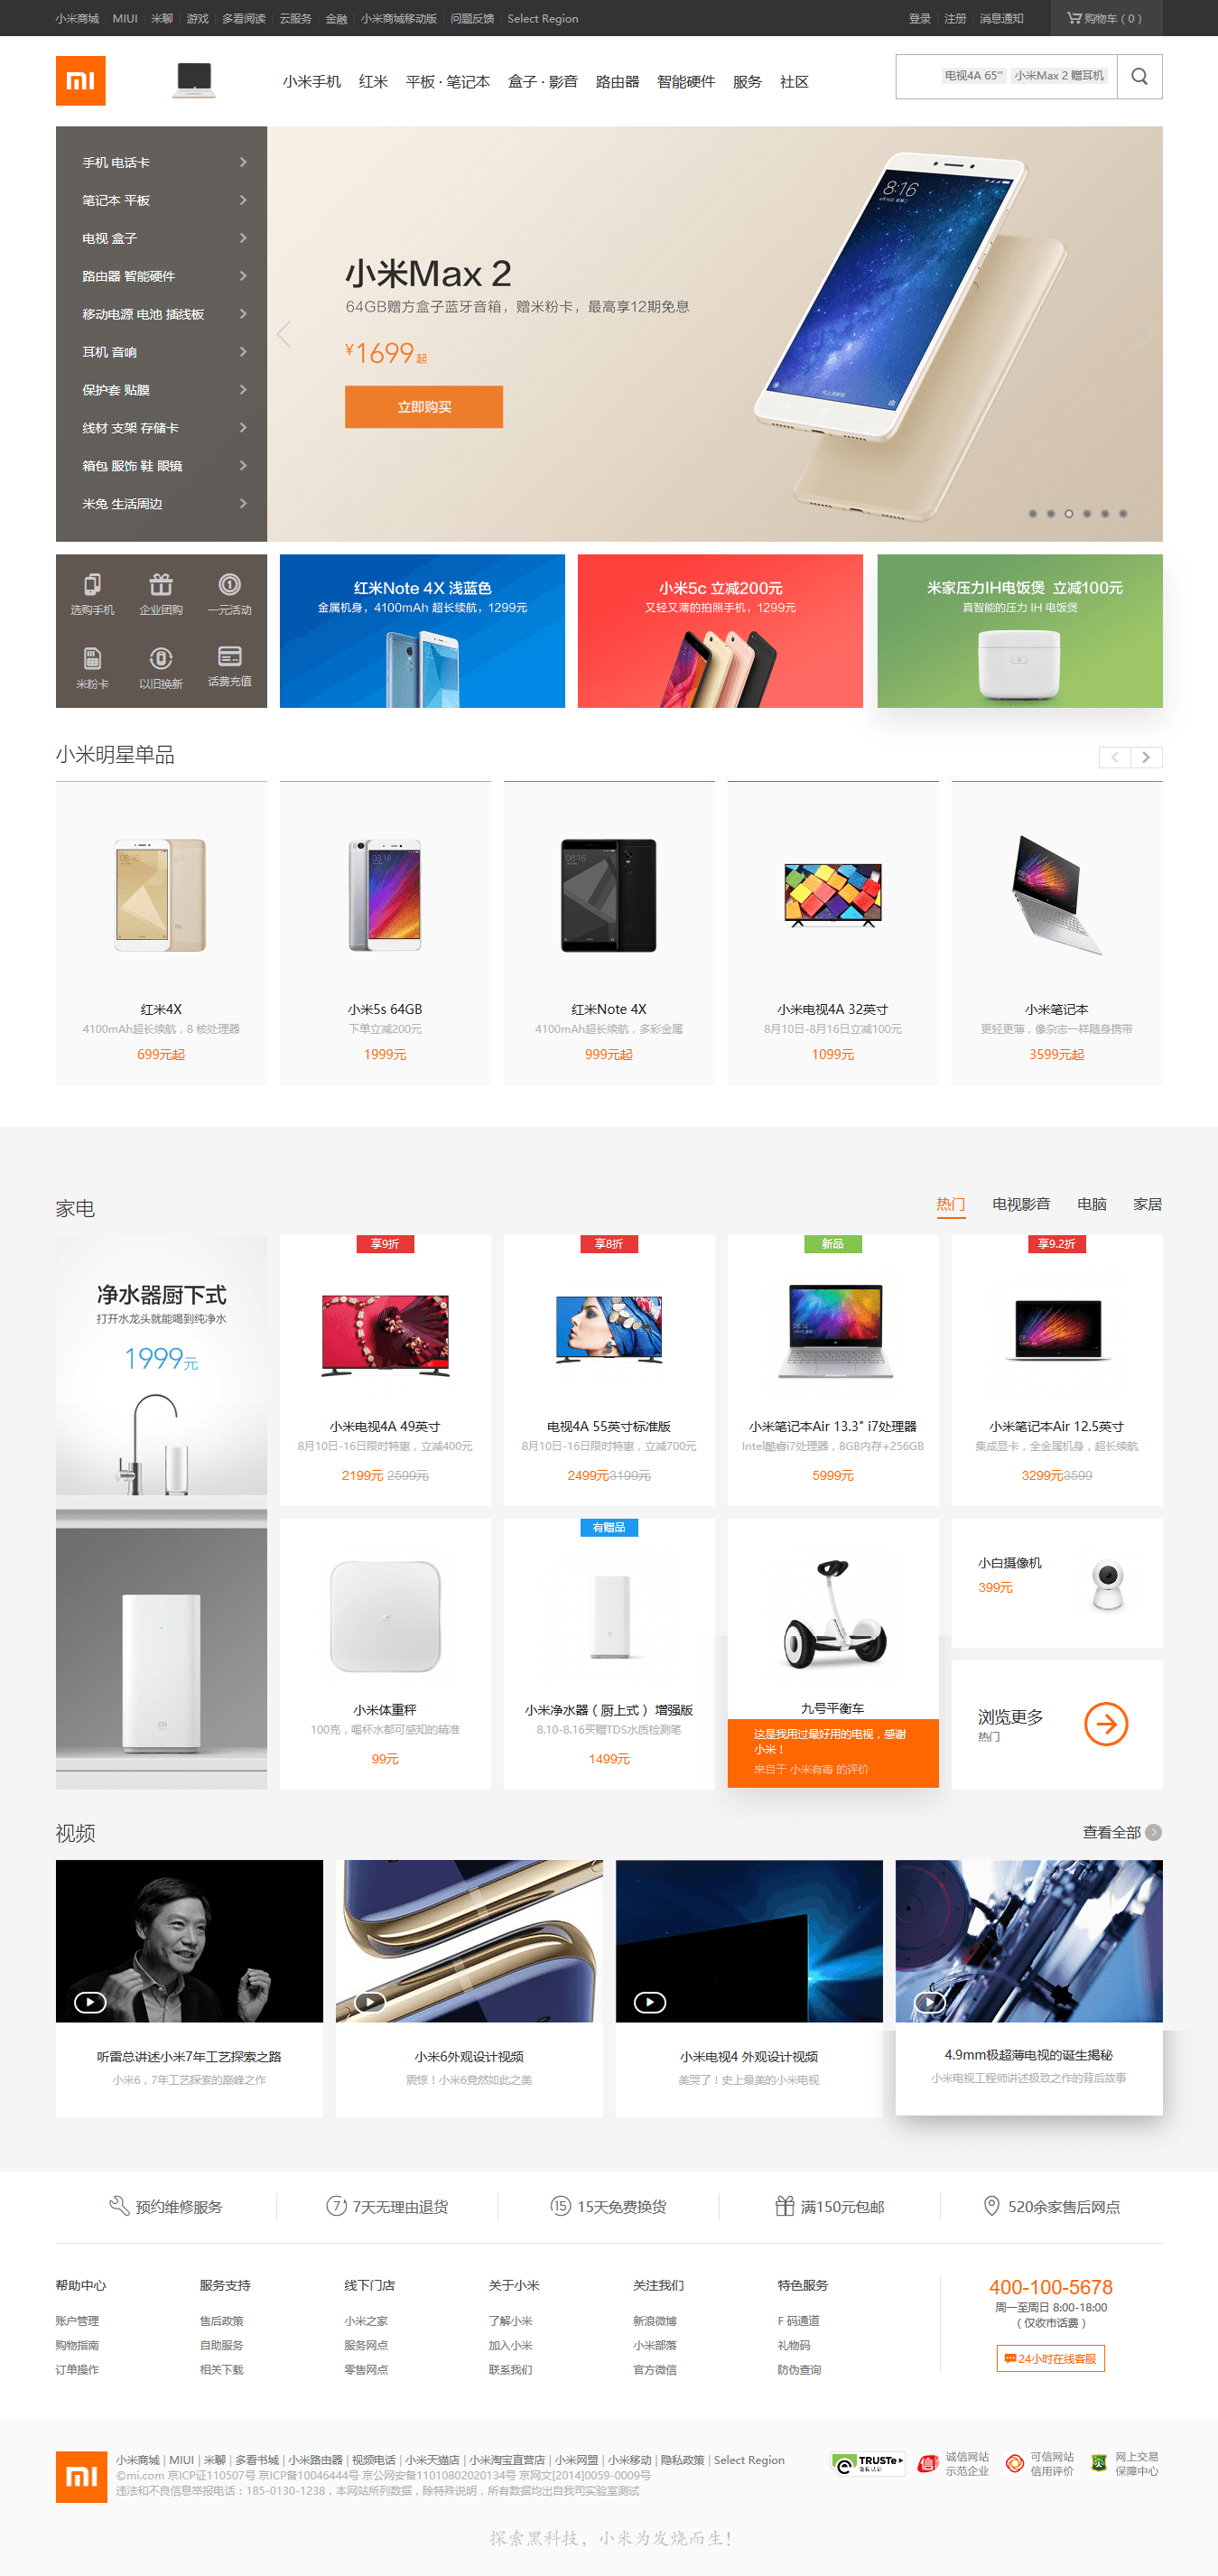 小米商城 | MIUI | 米聊 | 游戏 | 多看阅读 | 云服务 | 金融 | 小米商城移动版 | 问题反馈 | Select Region
登录 | 注册 | 消息通知
购物车 ( 0 )
小米手机 红米 平板 · 笔记本 盒子 · 影音 路由器 智能硬件 服务 社区
电视4A 65" 小米Max 2 赠耳机
手机 电话卡
笔记本 平板
电视 盒子
路由器 智能硬件
移动电源 电池 插线板
耳机 音响
保护套 贴膜
线材 支架 存储卡
箱包 服饰 鞋 眼镜
米兔 生活周边
小米Max 2
64GB赠方盒子蓝牙音箱，赠米粉卡，最高享12期免息
¥1699起
立即购买
8:16
选购手机 企业团购 一元活动
米粉卡 以旧换新 话费充值
红米Note 4X 浅蓝色
金属机身，4100mAh 超长续航，1299元
小米5c 立减200元
又轻又薄的拍照手机，1299元
米家压力IH电饭煲 立减100元
真智能的压力 IH 电饭煲
小米明星单品
红米4X
4100mAh超长续航，8 核处理器
699元起
小米5s 64GB
下单立减200元
1999元
红米Note 4X
4100mAh超长续航，多彩金属
999元起
小米电视4A 32英寸
8月10日-8月16日立减100元
1099元
小米笔记本
更轻更薄，像杂志一样随身携带
3599元起
家电
热门 电视影音 电脑 家居
净水器厨下式
打开水龙头就能喝到纯净水
1999元
享9折
小米电视4A 49英寸
8月10日-16日限时特惠，立减400元
2199元 2599元
享8折
电视4A 55英寸标准版
8月10日-16日限时特惠，立减700元
2499元3199元
新品
小米笔记本Air 13.3" i7处理器
Intel酷睿i7处理器，8GB内存+256GB
5999元
享9.2折
小米笔记本Air 12.5英寸
集成显卡，全金属机身，超长续航
3299元3599
小米体重秤
100克，喝杯水都可感知的精准
99元
有赠品
小米净水器（厨上式） 增强版
8.10-8.16买赠TDS水质检测笔
1499元
九号平衡车
这是我用过最好用的电视，感谢
小米！
来自于 小米有毒 的评价
小白摄像机
399元
浏览更多
热门
视频
查看全部
听雷总讲述小米7年工艺探索之路
小米6，7年工艺探索的巅峰之作
小米6外观设计视频
震惊！小米6竟然如此之美
小米电视4 外观设计视频
美哭了！史上最美的小米电视
4.9mm极超薄电视的诞生揭秘
小米电视工程师讲述极致之作的背后故事
预约维修服务
7天无理由退货
15天免费换货
满150元包邮
520余家售后网点
帮助中心 服务支持 线下门店 关于小米 关注我们 特色服务
账户管理 售后政策 小米之家 了解小米 新浪微博 F 码通道
购物指南 自助服务 服务网点 加入小米 小米部落 礼物码
订单操作 相关下载 零售网点 联系我们 官方微信 防伪查询
400-100-5678
周一至周日 8:00-18:00
（仅收市话费）
24小时在线客服
小米商城 | MIUI | 米聊 | 多看书城 | 小米路由器 | 视频电话 | 小米天猫店 | 小米淘宝直营店 | 小米网盟 | 小米移动 | 隐私政策 | Select Region
©mi.com 京ICP证110507号 京ICP备10046444号 京公网安备11010802020134号 京网文[2014]0059-0009号
违法和不良信息举报电话：185-0130-1238，本网站所列数据，除特殊说明，所有数据均出自我司实验室测试
TRUSTe
诚信网站
示范企业
可信网站
信用评价
网上交易
保障中心
探索黑科技，小米为发烧而生！